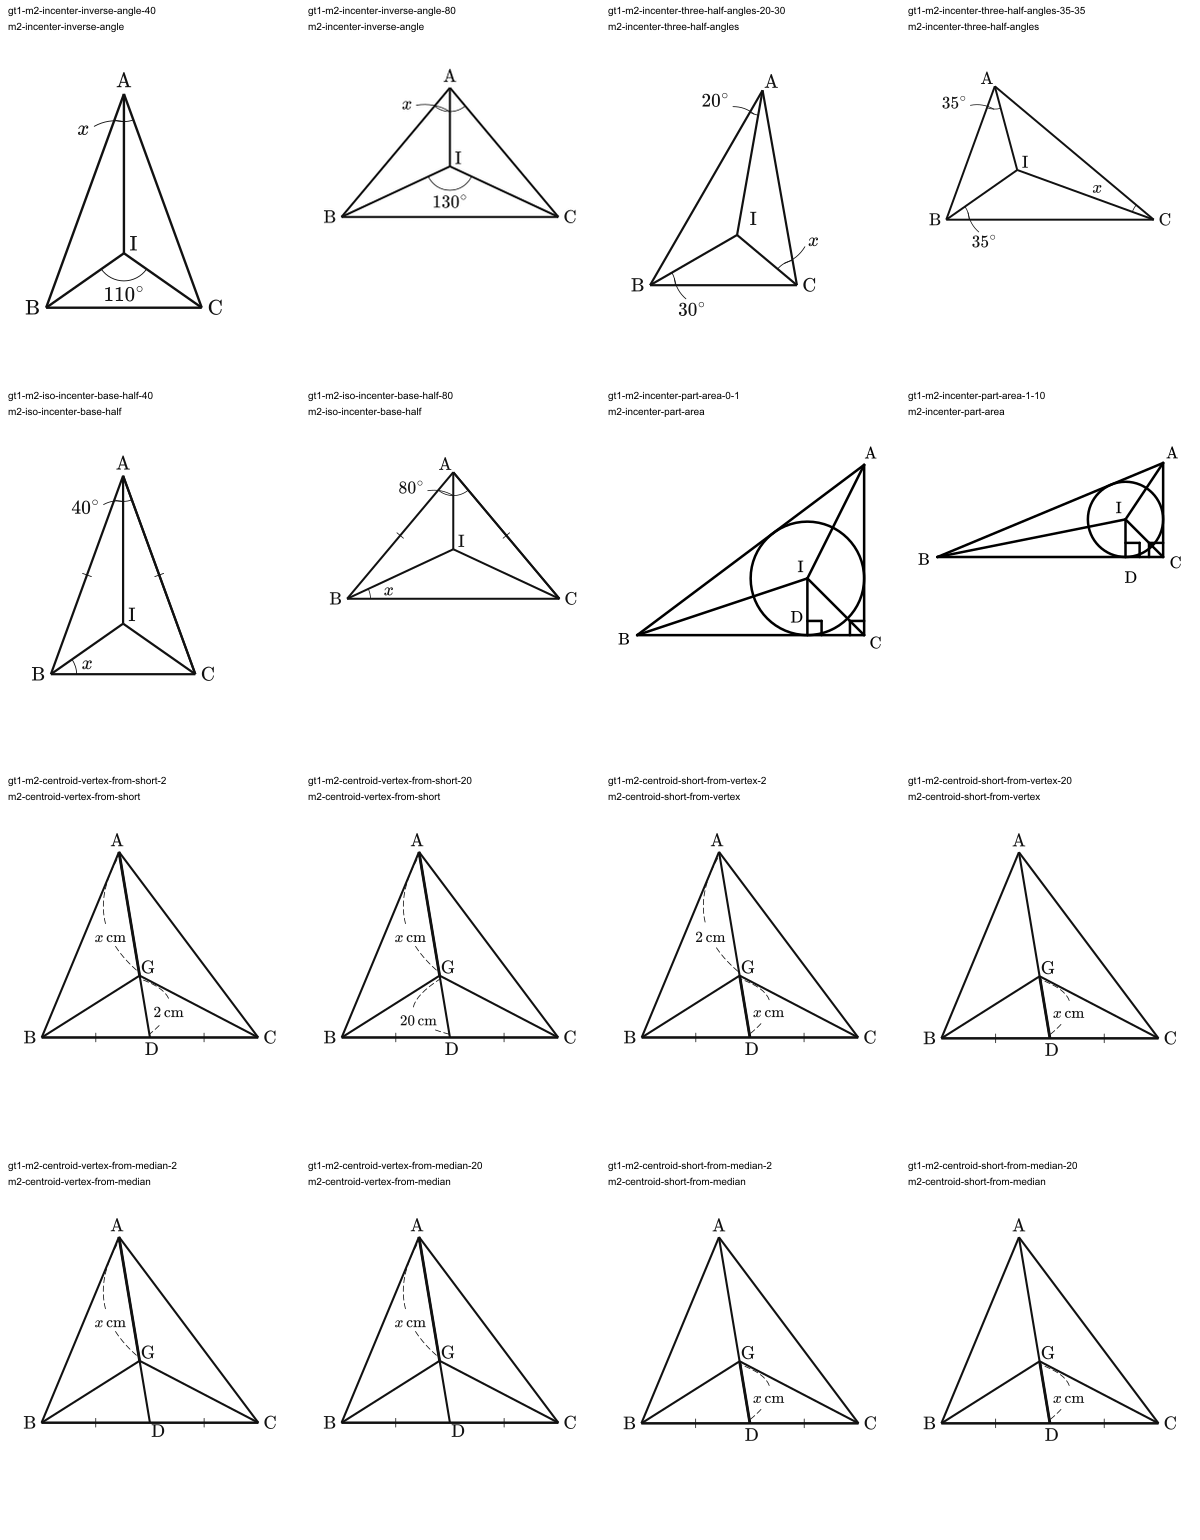 gt1-m2-incenter-inverse-angle-40
m2-incenter-inverse-angle
A
x
I
110°
B
C
gt1-m2-incenter-inverse-angle-80
m2-incenter-inverse-angle
A
x
I
130°
B
C
gt1-m2-incenter-three-half-angles-20-30
m2-incenter-three-half-angles
A
20°
I
x
B
C
30°
gt1-m2-incenter-three-half-angles-35-35
m2-incenter-three-half-angles
A
35°
I
x
B
C
35°
gt1-m2-iso-incenter-base-half-40
m2-iso-incenter-base-half
A
40°
I
x
B
C
gt1-m2-iso-incenter-base-half-80
m2-iso-incenter-base-half
A
80°
I
x
B
C
gt1-m2-incenter-part-area-0-1
m2-incenter-part-area
A
I
D
B
C
gt1-m2-incenter-part-area-1-10
m2-incenter-part-area
A
I
B
C
D
gt1-m2-centroid-vertex-from-short-2
m2-centroid-vertex-from-short
A
x cm
G
2 cm
B
C
D
gt1-m2-centroid-vertex-from-short-20
m2-centroid-vertex-from-short
A
x cm
G
20 cm
B
C
D
gt1-m2-centroid-short-from-vertex-2
m2-centroid-short-from-vertex
A
2 cm
G
x cm
B
C
D
gt1-m2-centroid-short-from-vertex-20
m2-centroid-short-from-vertex
A
G
x cm
B
C
D
gt1-m2-centroid-vertex-from-median-2
m2-centroid-vertex-from-median
A
x cm
G
B
C
D
gt1-m2-centroid-vertex-from-median-20
m2-centroid-vertex-from-median
A
x cm
G
B
C
D
gt1-m2-centroid-short-from-median-2
m2-centroid-short-from-median
A
G
x cm
B
C
D
gt1-m2-centroid-short-from-median-20
m2-centroid-short-from-median
A
G
x cm
B
C
D